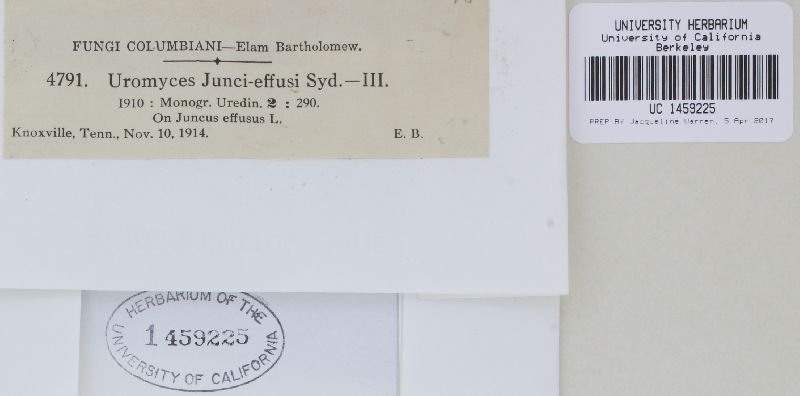 FUNGI COLUMBIANI—Elam Bartholomew.
4791. Uromyces Junci-effusi Syd.—III.
1910 : Monogr. Uredin. 2 : 290.
On Juncus effusus L.
Knoxville, Tenn., Nov. 10, 1914. E. B.
UNIVERSITY HERBARIUM
University of California
Berkeley
UC 1459225
PREP BY Jacqueline Warren, 5 Apr 2017
HERBARIUM OF THE
1459225
UNIVERSITY OF CALIFORNIA